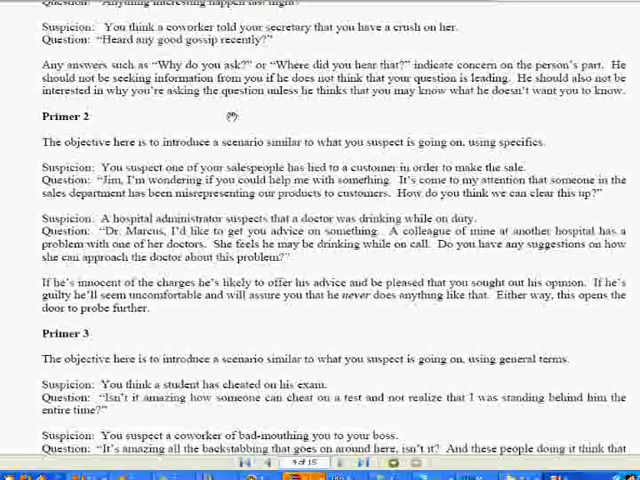 Question: "Anything interesting happen last night?"
Suspicion: You think a coworker told your secretary that you have a crush on her.
Question: "Heard any good gossip recently?"
Any answers such as "Why do you ask?" or "Where did you hear that?" indicate concern on the person's part. He
should not be seeking information from you if he does not think that your question is leading. He should also not be
interested in why you're asking the question unless he thinks that you may know what he doesn't want you to know.
Primer 2
The objective here is to introduce a scenario similar to what you suspect is going on, using specifics.
Suspicion: You suspect one of your salespeople has lied to a customer in order to make the sale.
Question: "Jim, I'm wondering if you could help me with something. It's come to my attention that someone in the
sales department has been misrepresenting our products to customers. How do you think we can clear this up?"
Suspicion: A hospital administrator suspects that a doctor was drinking while on duty.
Question: "Dr. Marcus, I'd like to get you advice on something. A colleague of mine at another hospital has a
problem with one of her doctors. She feels he may be drinking while on call. Do you have any suggestions on how
she can approach the doctor about this problem?"
If he's innocent of the charges he's likely to offer his advice and be pleased that you sought out his opinion. If he's
guilty he'll seem uncomfortable and will assure you that he never does anything like that. Either way, this opens the
door to probe further.
Primer 3
The objective here is to introduce a scenario similar to what you suspect is going on, using general terms.
Suspicion: You think a student has cheated on his exam.
Question: "Isn't it amazing how someone can cheat on a test and not realize that I was standing behind him the
entire time?"
Suspicion: You suspect a coworker of bad-mouthing you to your boss.
Question: "It's amazing all the backstabbing that goes on around here, isn't it? And these people doing it think that
9 of 15